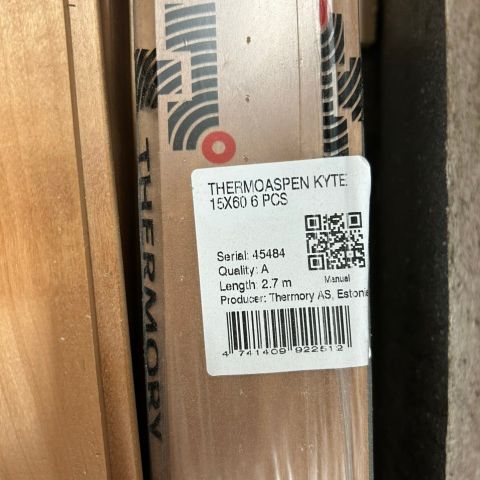 THERMORY
THERMOASPEN KYTE
15X60 6 PCS
Serial: 45484
Quality: A
Length: 2.7 m
Manual
Producer: Thermory AS, Estonia
4 741409 922512